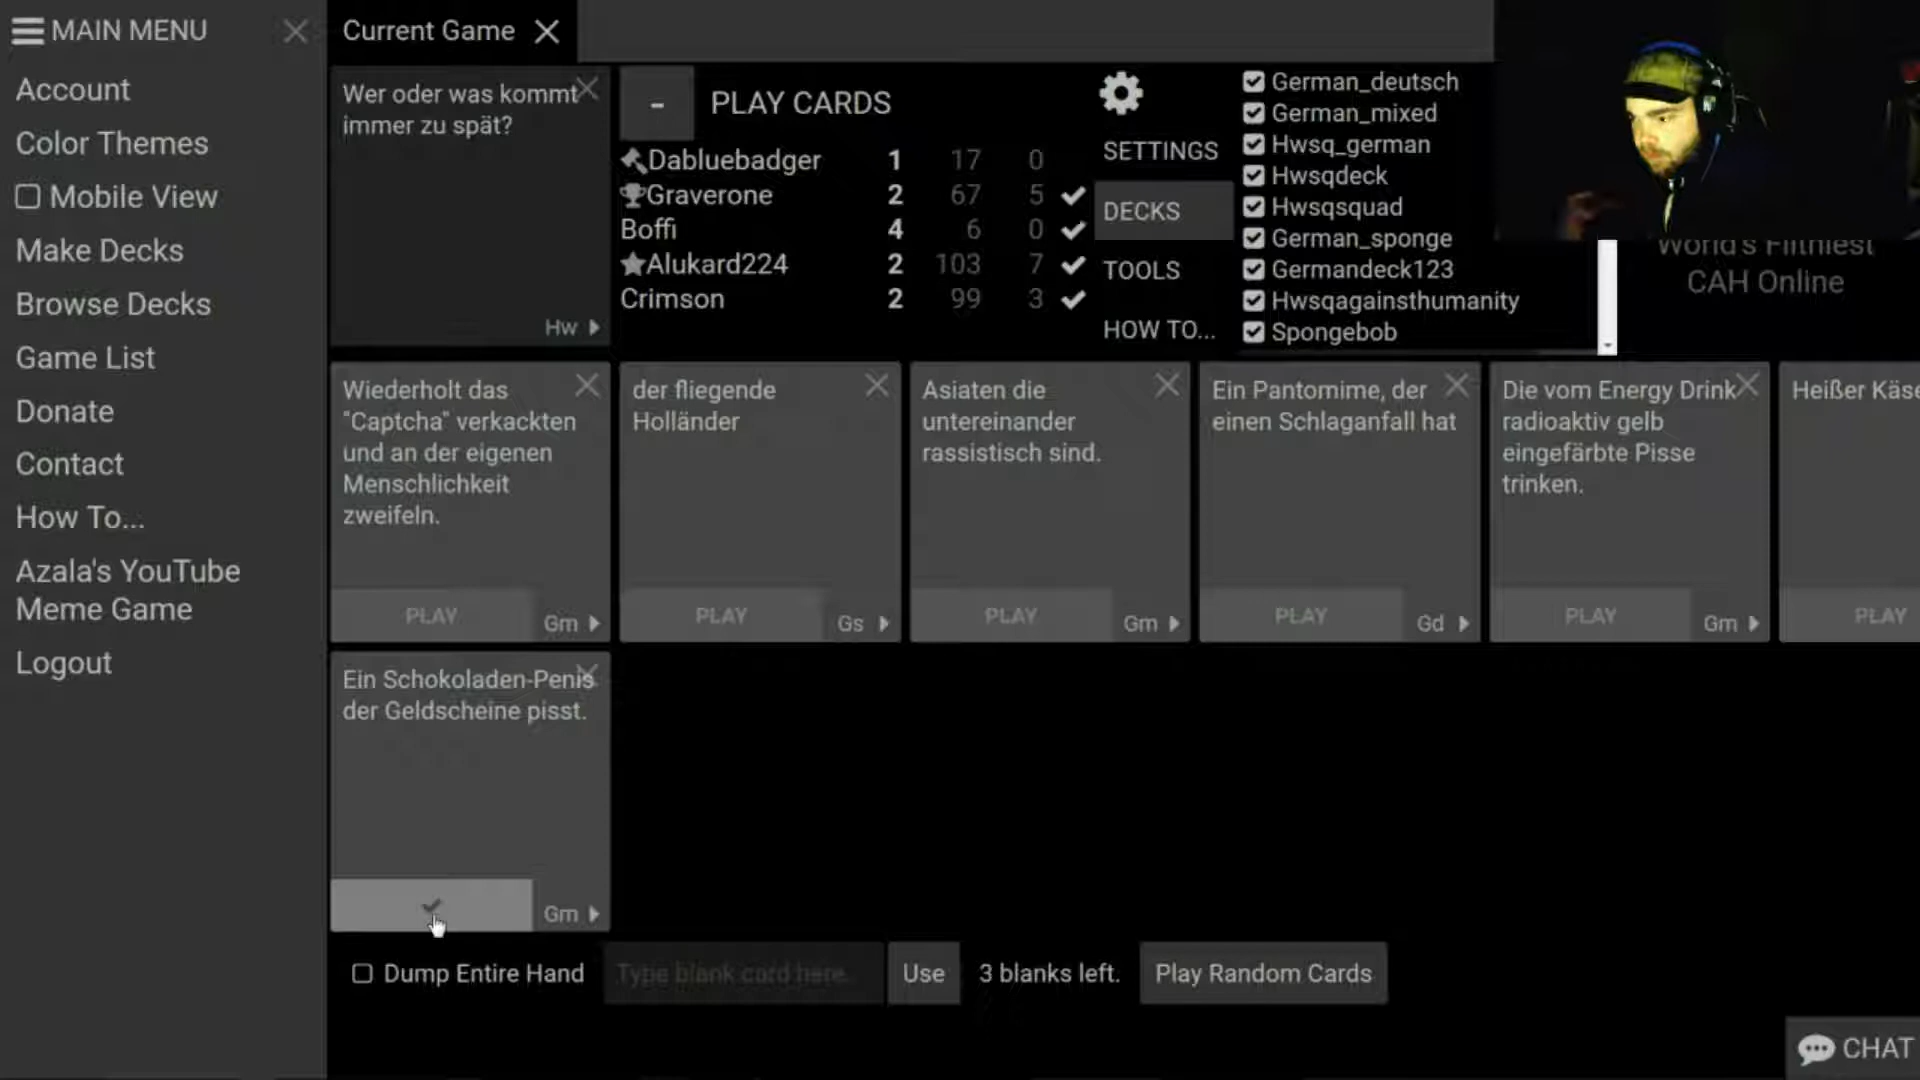 MAIN MENU
Account
Color Themes
Mobile View
Make Decks
Browse Decks
Game List
Donate
Contact
How To...
Azala's YouTube
Meme Game
Logout
Current Game
Wer oder was kommt
immer zu spät?
Hw
-
PLAY CARDS
Dabluebadger 1 17 0
Graverone 2 67 5
Boffi 4 6 0
Alukard224 2 103 7
Crimson 2 99 3
SETTINGS
DECKS
TOOLS
HOW TO...
German_deutsch
German_mixed
Hwsq_german
Hwsqdeck
Hwsqsquad
German_sponge
Germandeck123
Hwsqagainsthumanity
Spongebob
World's Filthiest
CAH Online
Wiederholt das
"Captcha" verkackten
und an der eigenen
Menschlichkeit
zweifeln.
PLAY
Gm
der fliegende
Holländer
PLAY
Gs
Asiaten die
untereinander
rassistisch sind.
PLAY
Gm
Ein Pantomime, der
einen Schlaganfall hat
PLAY
Gd
Die vom Energy Drink
radioaktiv gelb
eingefärbte Pisse
trinken.
PLAY
Gm
Heißer Käse
PLAY
Ein Schokoladen-Penis
der Geldscheine pisst.
Gm
Dump Entire Hand
Type blank card here.
Use
3 blanks left.
Play Random Cards
CHAT